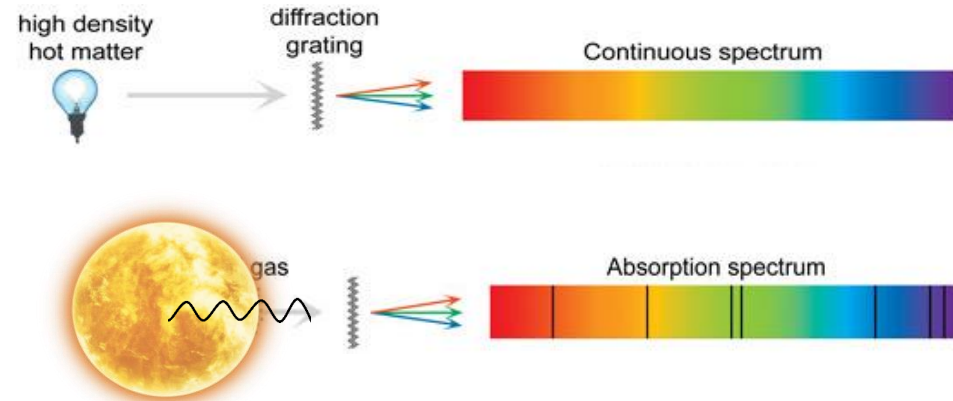 high density
hot matter
diffraction
grating
Continuous spectrum
gas
Absorption spectrum